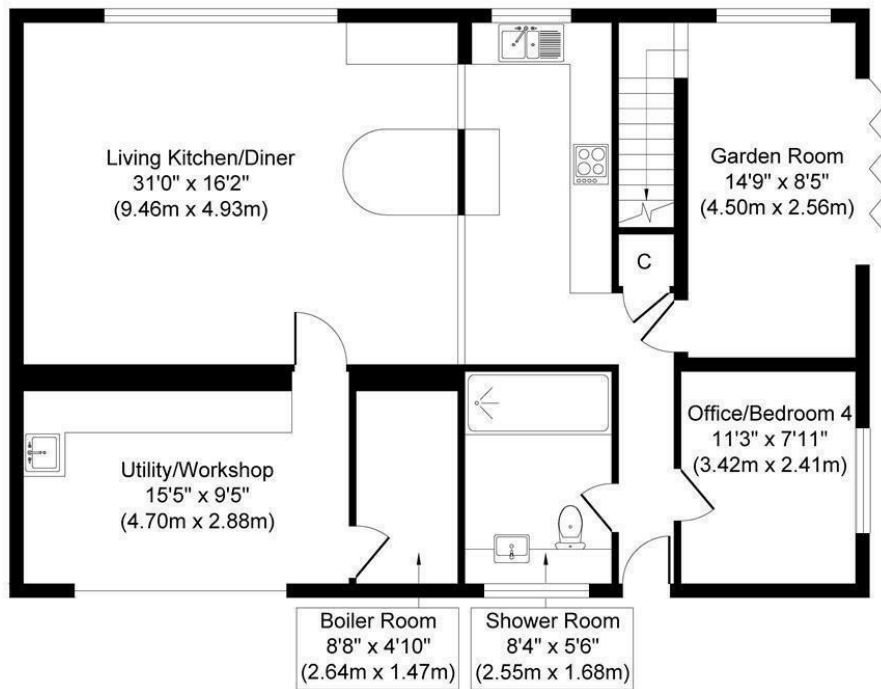 Living Kitchen/Diner
31'0" x 16'2"
(9.46m x 4.93m)
Garden Room
14'9" x 8'5"
(4.50m x 2.56m)
C
Office/Bedroom 4
11'3" x 7'11"
(3.42m x 2.41m)
Utility/Workshop
15'5" x 9'5"
(4.70m x 2.88m)
Boiler Room
8'8" x 4'10"
(2.64m x 1.47m)
Shower Room
8'4" x 5'6"
(2.55m x 1.68m)